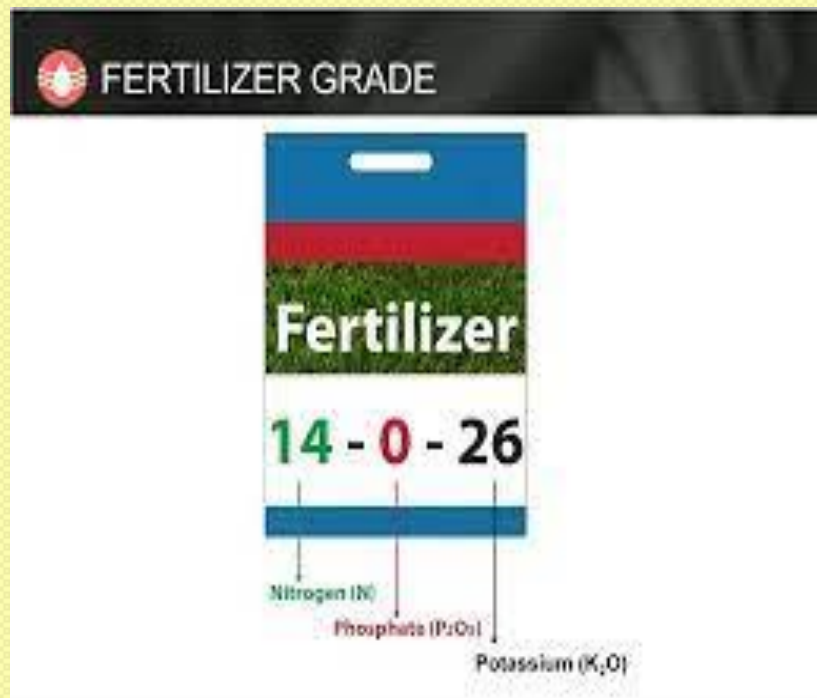 FERTILIZER GRADE
Fertilizer
14 - 0 - 26
Nitrogen (N)
Phosphate (P₂O₅)
Potassium (K₂O)